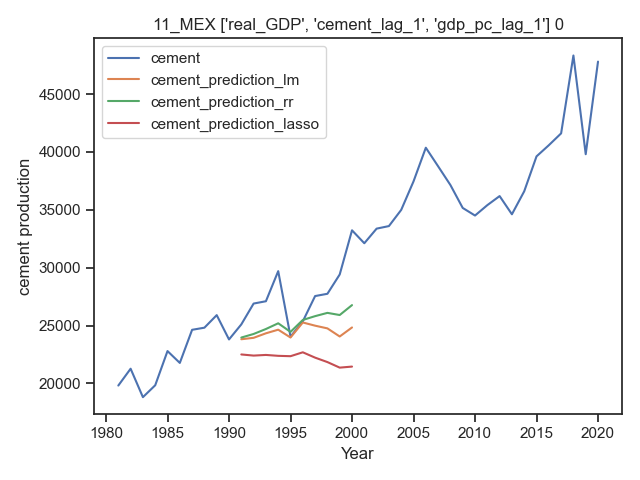 11_MEX ['real_GDP', 'cement_lag_1', 'gdp_pc_lag_1'] 0
cement
cement_prediction_lm
cement_prediction_rr
cement_prediction_lasso
45000
40000
35000
30000
25000
20000
cement production
1980 1985 1990 1995 2000 2005 2010 2015 2020
Year